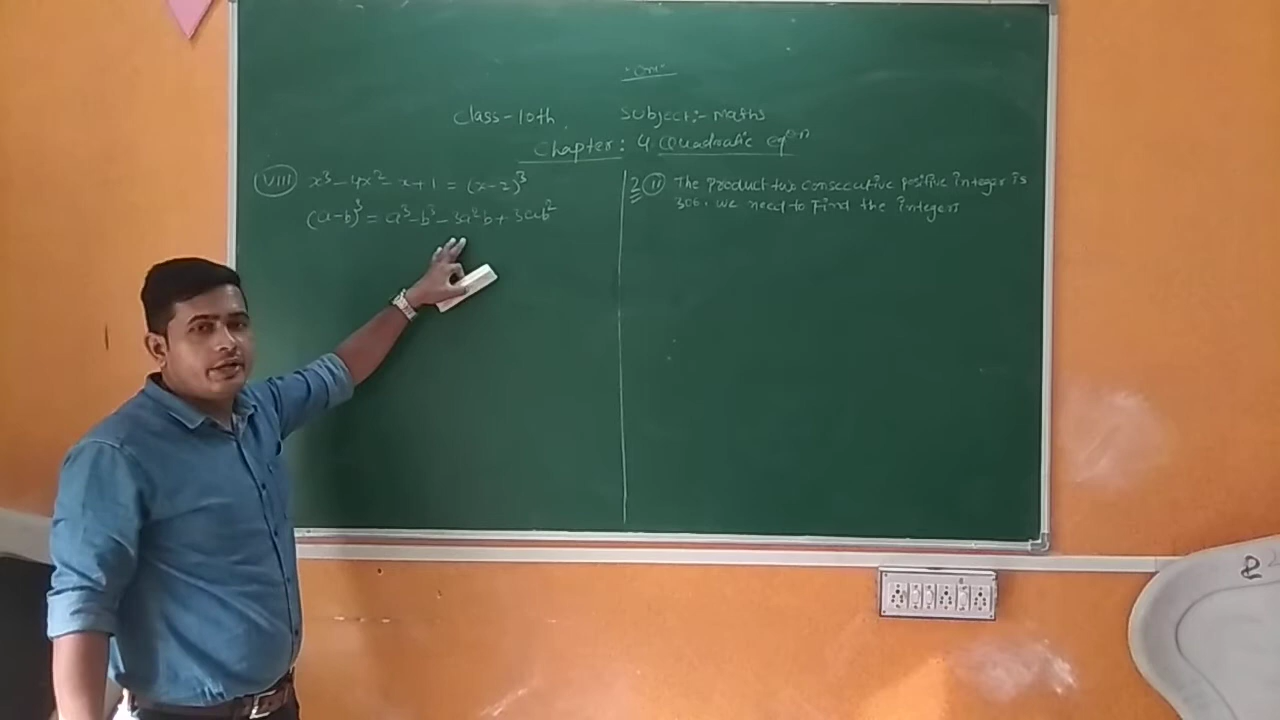 "Om"
Class-10th Subject:- Maths
Chapter: 4 Quadratic eqn
VIII x³-4x²-x+1 = (x-2)³
(a-b)³ = a³-b³-3a²b+3ab²
2 ii The product two consecutive positive integer is
306. we need to find the integers